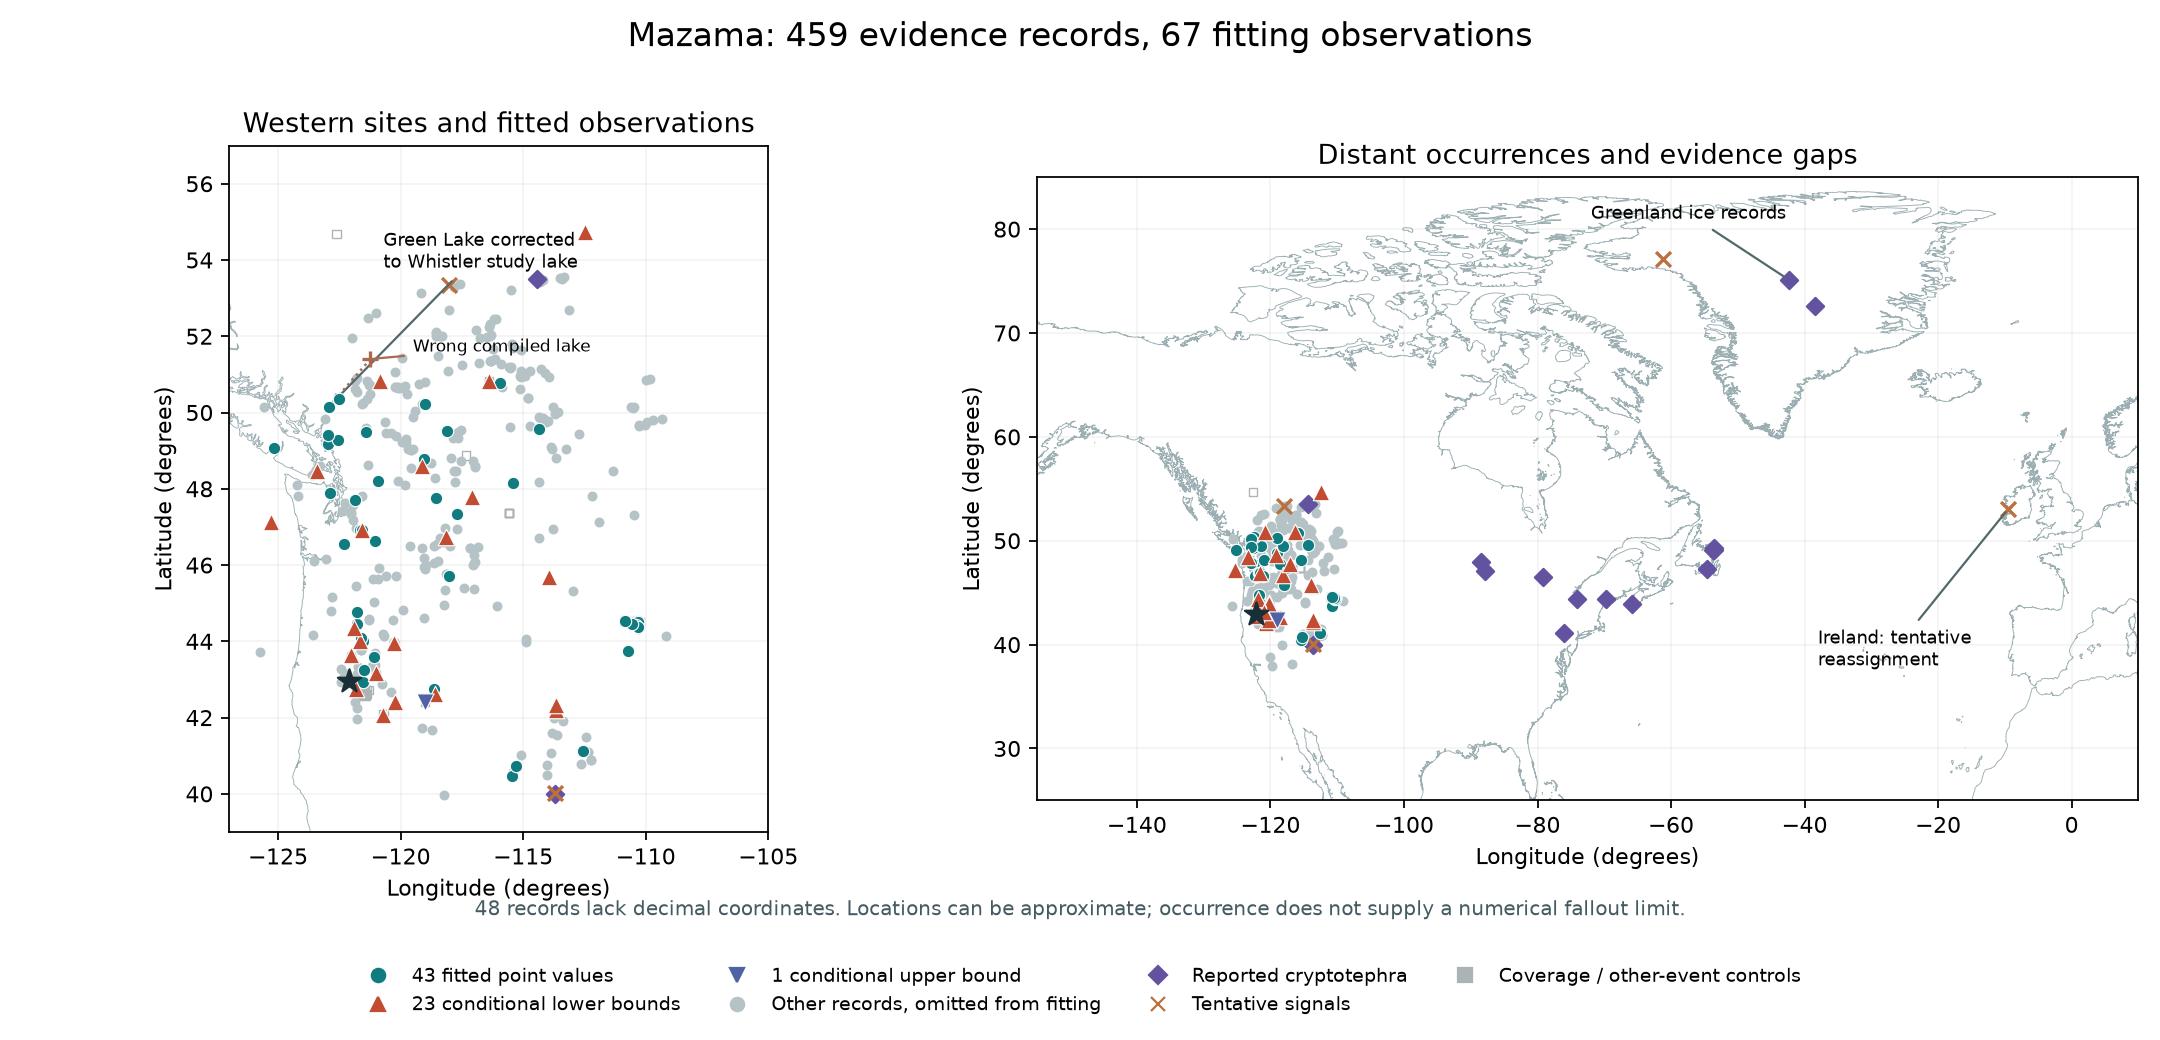 Mazama: 459 evidence records, 67 fitting observations
Western sites and fitted observations
56
54
52
50
48
46
44
42
40
Latitude (degrees)
Green Lake corrected
to Whistler study lake
Wrong compiled lake
−125
−120
−115
−110
−105
Longitude (degrees)
Distant occurrences and evidence gaps
80
70
60
50
40
30
Latitude (degrees)
Greenland ice records
Ireland: tentative
reassignment
−140
−120
−100
−80
−60
−40
−20
0
Longitude (degrees)
48 records lack decimal coordinates. Locations can be approximate; occurrence does not supply a numerical fallout limit.
43 fitted point values
23 conditional lower bounds
1 conditional upper bound
Other records, omitted from fitting
Reported cryptotephra
Tentative signals
Coverage / other-event controls